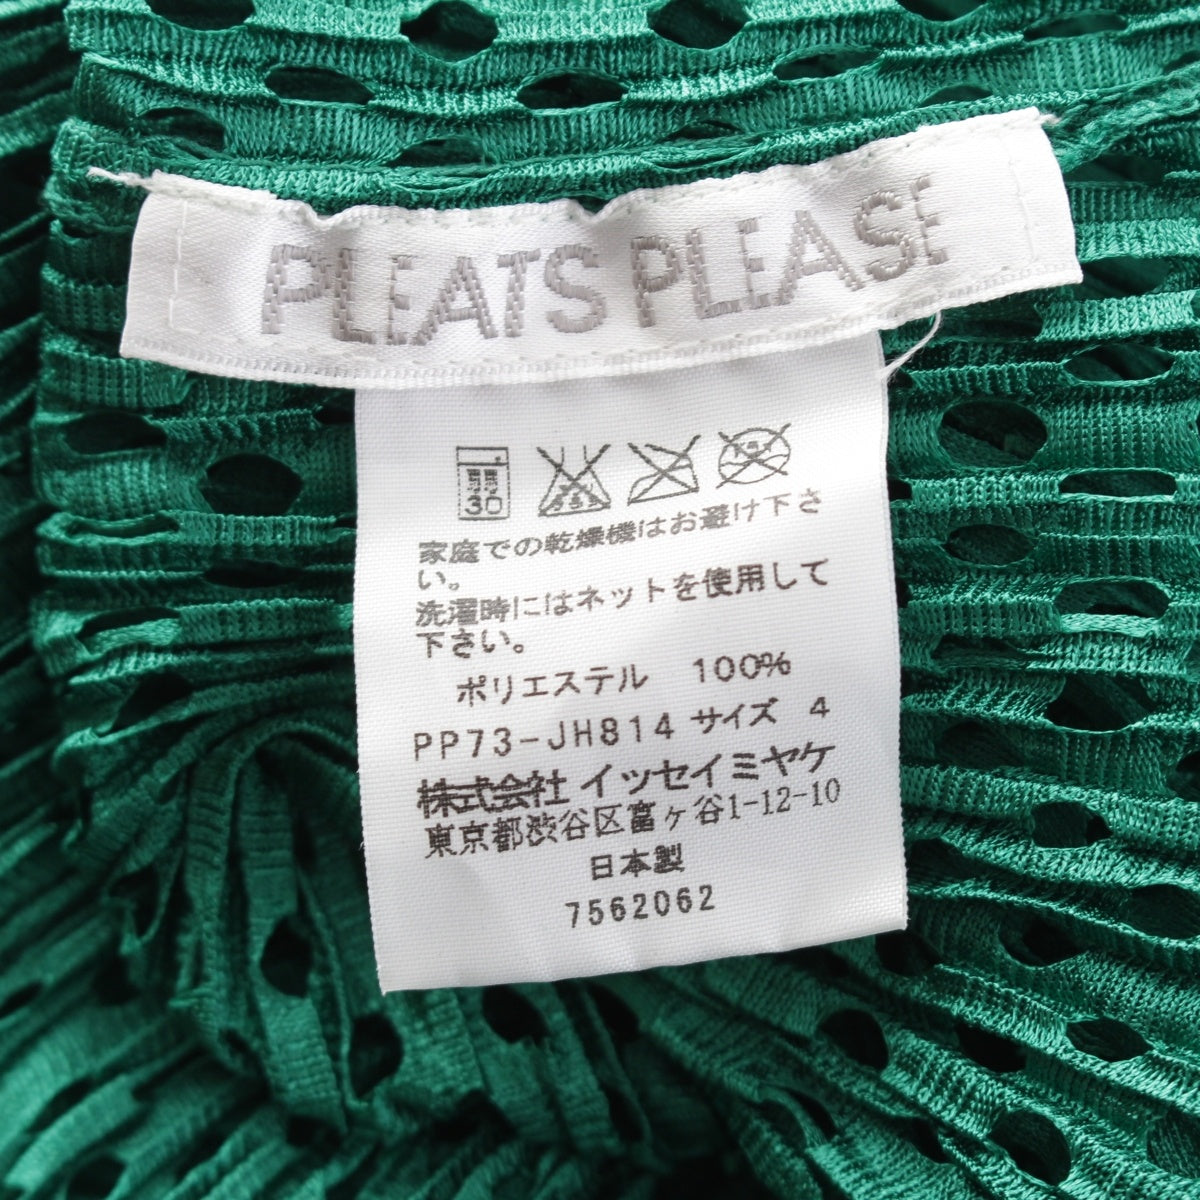 PLEATS PLEASE
弱
30
家庭での乾燥機はお避け下さ
い。
洗濯時にはネットを使用して
下さい。
ポリエステル 100%
PP73-JH814 サイズ 4
株式会社 イッセイミヤケ
東京都渋谷区富ヶ谷1-12-10
日本製
7562062